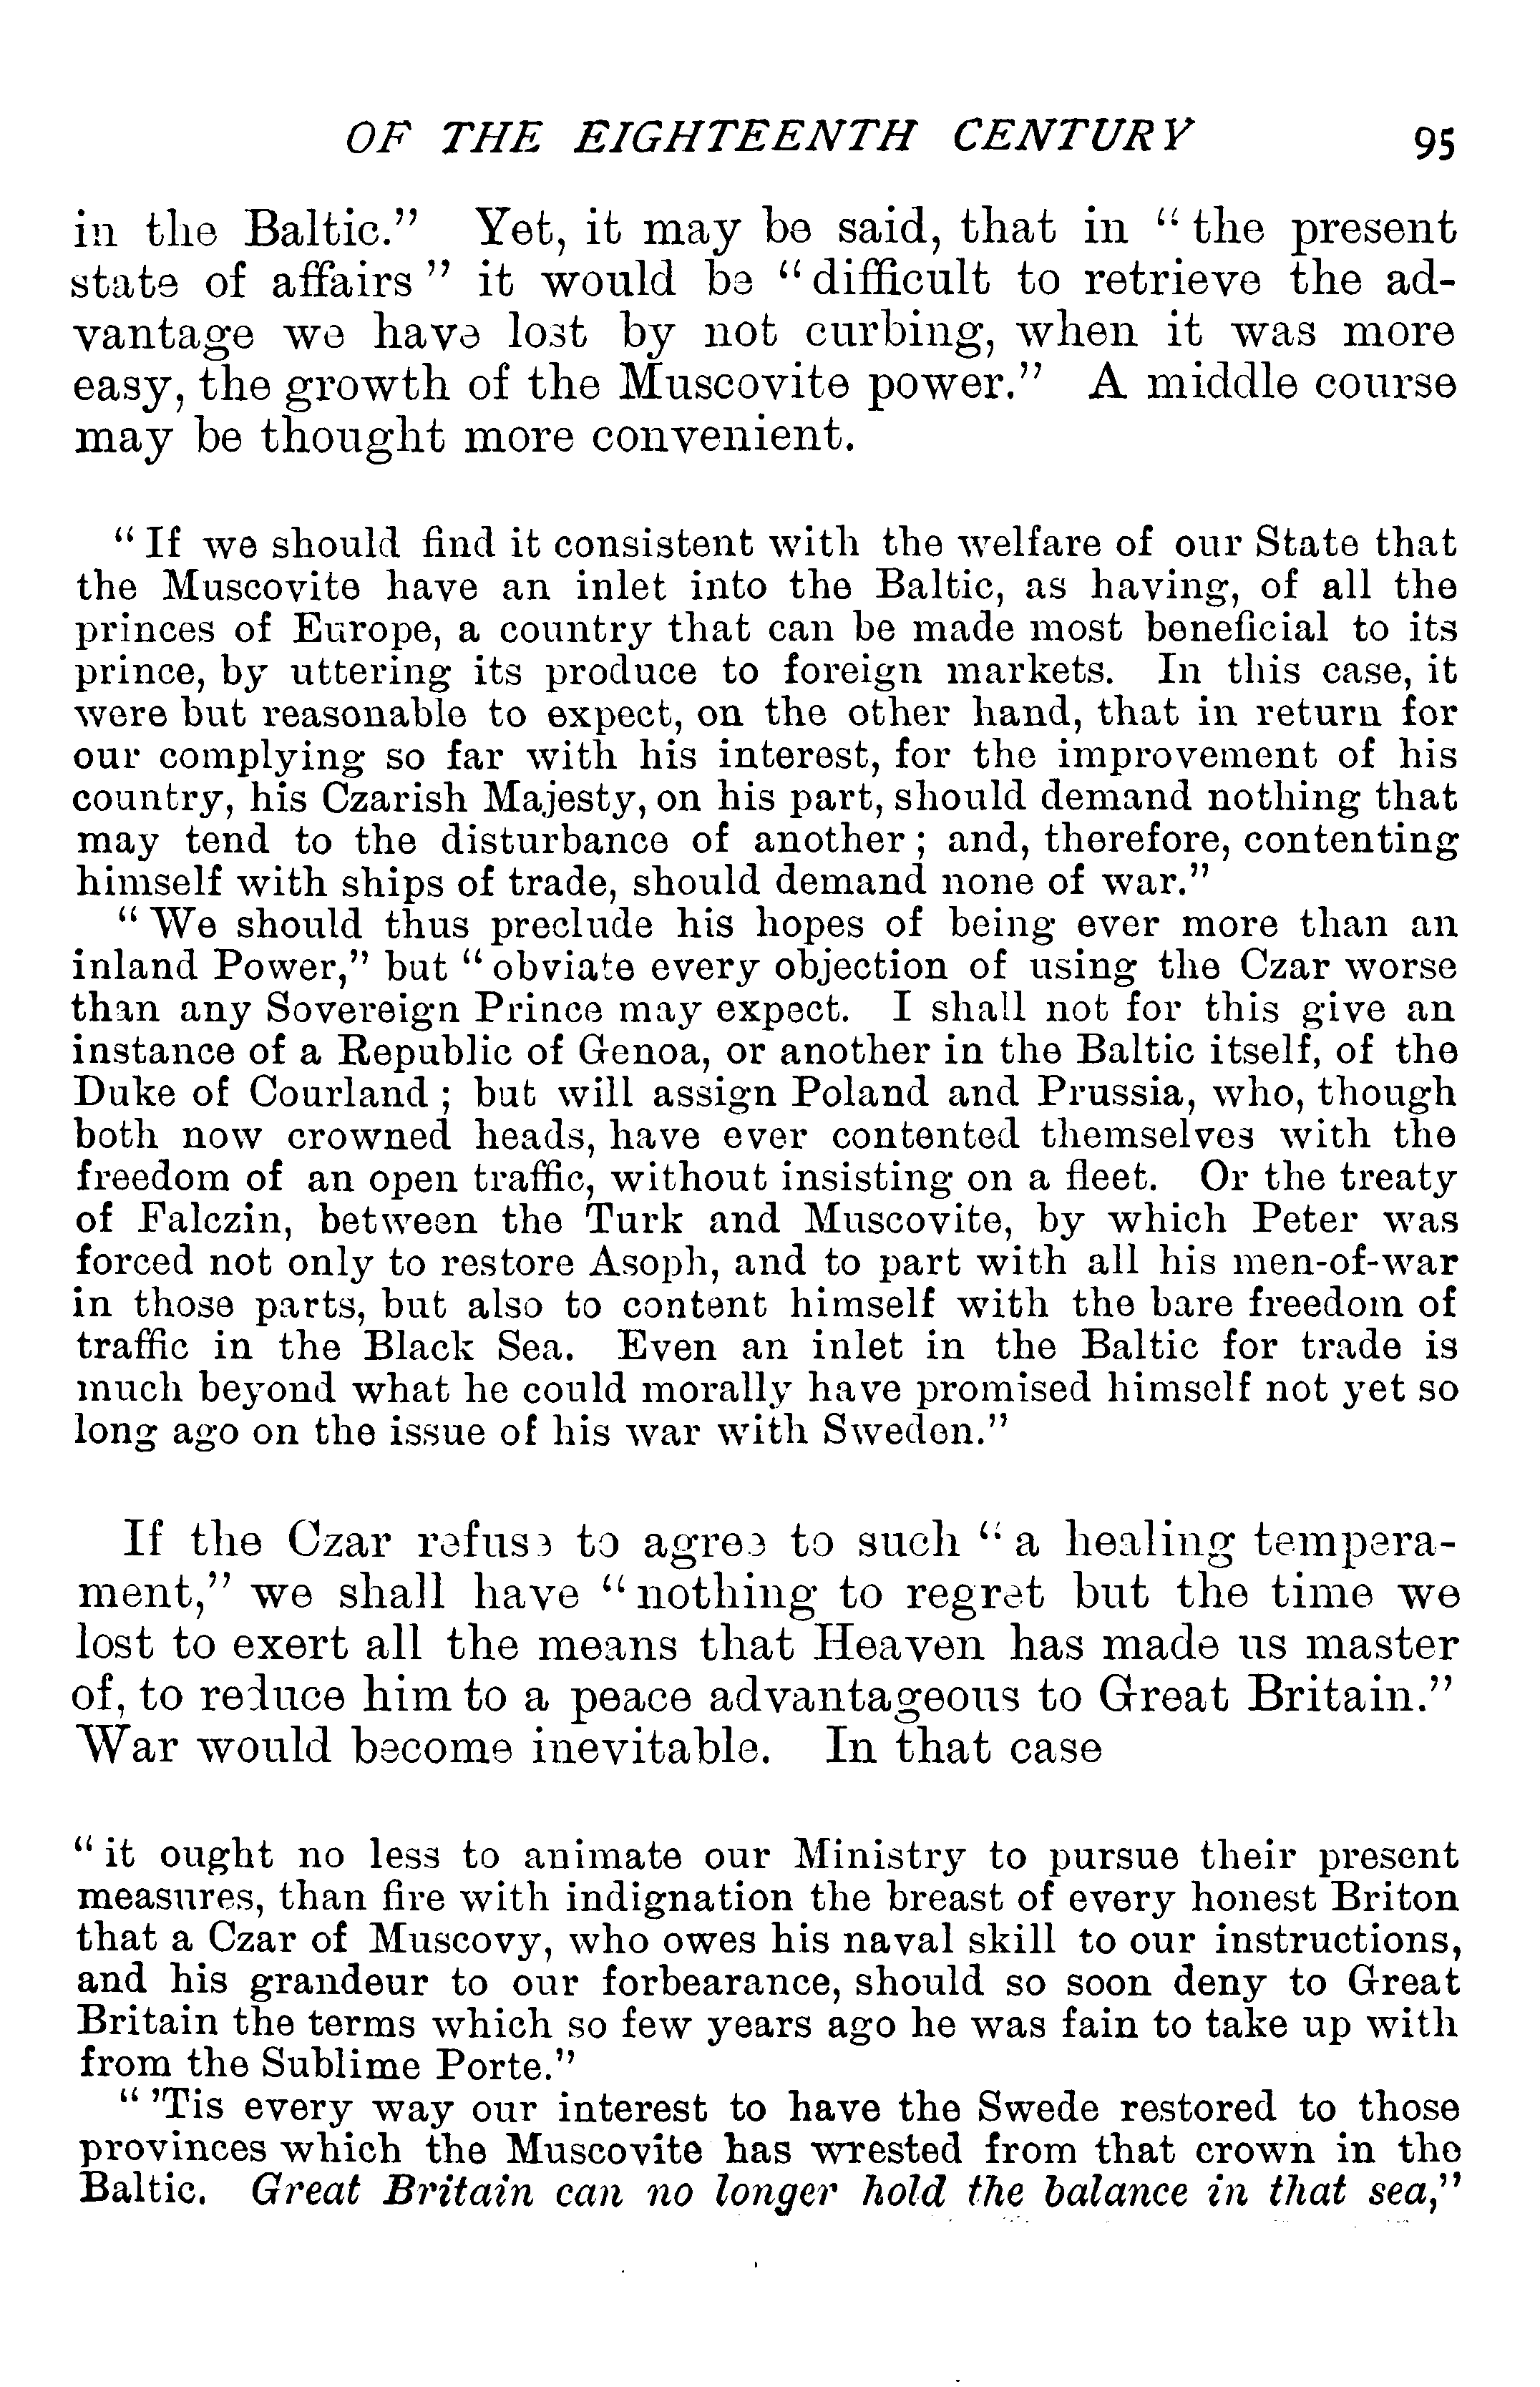 OF THE EIGHTEENTH CENTURY 95
in the Baltic.” Yet, it may be said, that in “the present
state of affairs” it would be “difficult to retrieve the ad-
vantage we have lost by not curbing, when it was more
easy, the growth of the Muscovite power.” A middle course
may be thought more convenient.
“If we should find it consistent with the welfare of our State that
the Muscovite have an inlet into the Baltic, as having, of all the
princes of Europe, a country that can be made most beneficial to its
prince, by uttering its produce to foreign markets. In this case, it
were but reasonable to expect, on the other hand, that in return for
our complying so far with his interest, for the improvement of his
country, his Czarish Majesty, on his part, should demand nothing that
may tend to the disturbance of another; and, therefore, contenting
himself with ships of trade, should demand none of war.”
“We should thus preclude his hopes of being ever more than an
inland Power,” but “obviate every objection of using the Czar worse
than any Sovereign Prince may expect. I shall not for this give an
instance of a Republic of Genoa, or another in the Baltic itself, of the
Duke of Courland; but will assign Poland and Prussia, who, though
both now crowned heads, have ever contented themselves with the
freedom of an open traffic, without insisting on a fleet. Or the treaty
of Falczin, between the Turk and Muscovite, by which Peter was
forced not only to restore Asoph, and to part with all his men-of-war
in those parts, but also to content himself with the bare freedom of
traffic in the Black Sea. Even an inlet in the Baltic for trade is
much beyond what he could morally have promised himself not yet so
long ago on the issue of his war with Sweden.”
If the Czar refuse to agree to such “a healing tempera-
ment,” we shall have “nothing to regret but the time we
lost to exert all the means that Heaven has made us master
of, to reduce him to a peace advantageous to Great Britain.”
War would become inevitable. In that case
“it ought no less to animate our Ministry to pursue their present
measures, than fire with indignation the breast of every honest Briton
that a Czar of Muscovy, who owes his naval skill to our instructions,
and his grandeur to our forbearance, should so soon deny to Great
Britain the terms which so few years ago he was fain to take up with
from the Sublime Porte.”
“’Tis every way our interest to have the Swede restored to those
provinces which the Muscovite has wrested from that crown in the
Baltic. Great Britain can no longer hold the balance in that sea,”